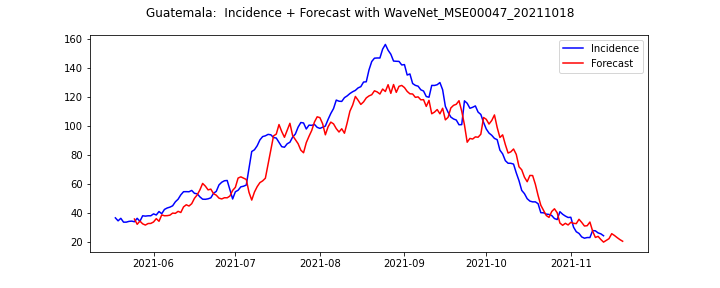 Guatemala:  Incidence + Forecast with WaveNet_MSE00047_20211018
160
140
120
100
80
60
40
20
Incidence
Forecast
2021-06 2021-07 2021-08 2021-09 2021-10 2021-11